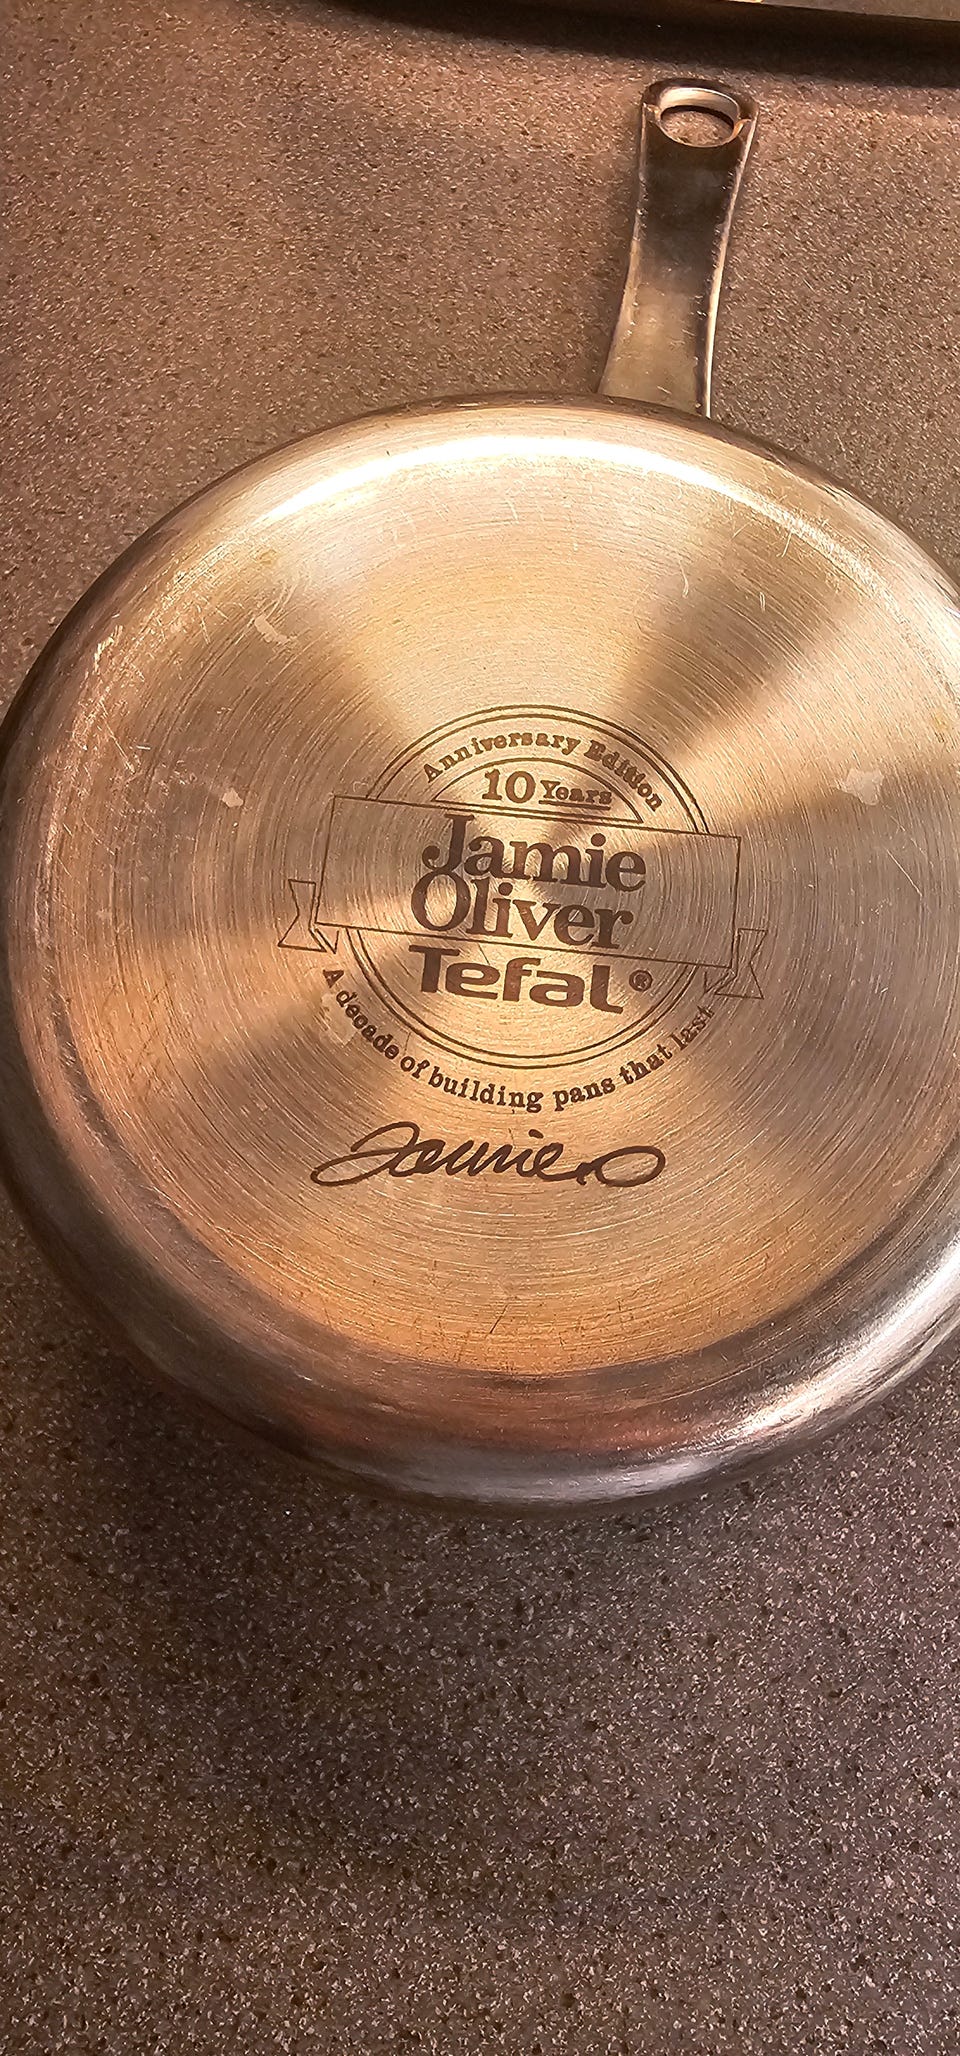 Anniversary Edition
10 Years
Jamie
Oliver
Tefal®
A decade of building pans that last
Jamie O